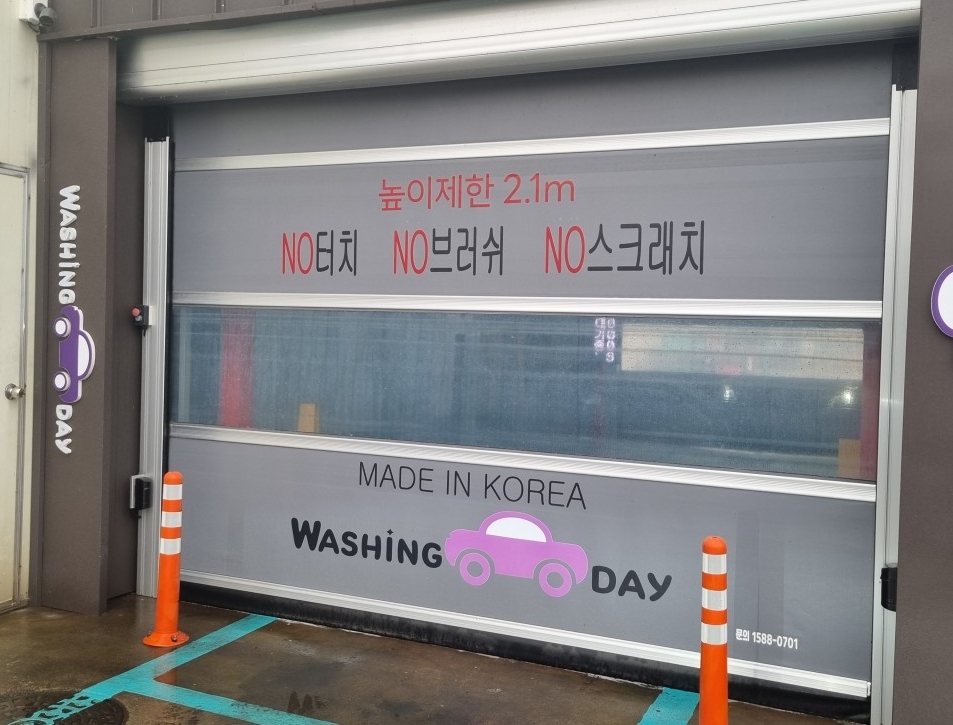 높이제한 2.1m
NO터치 NO브러쉬 NO스크래치
MADE IN KOREA
WASHING DAY
문의 1588-0701
WASHING DAY